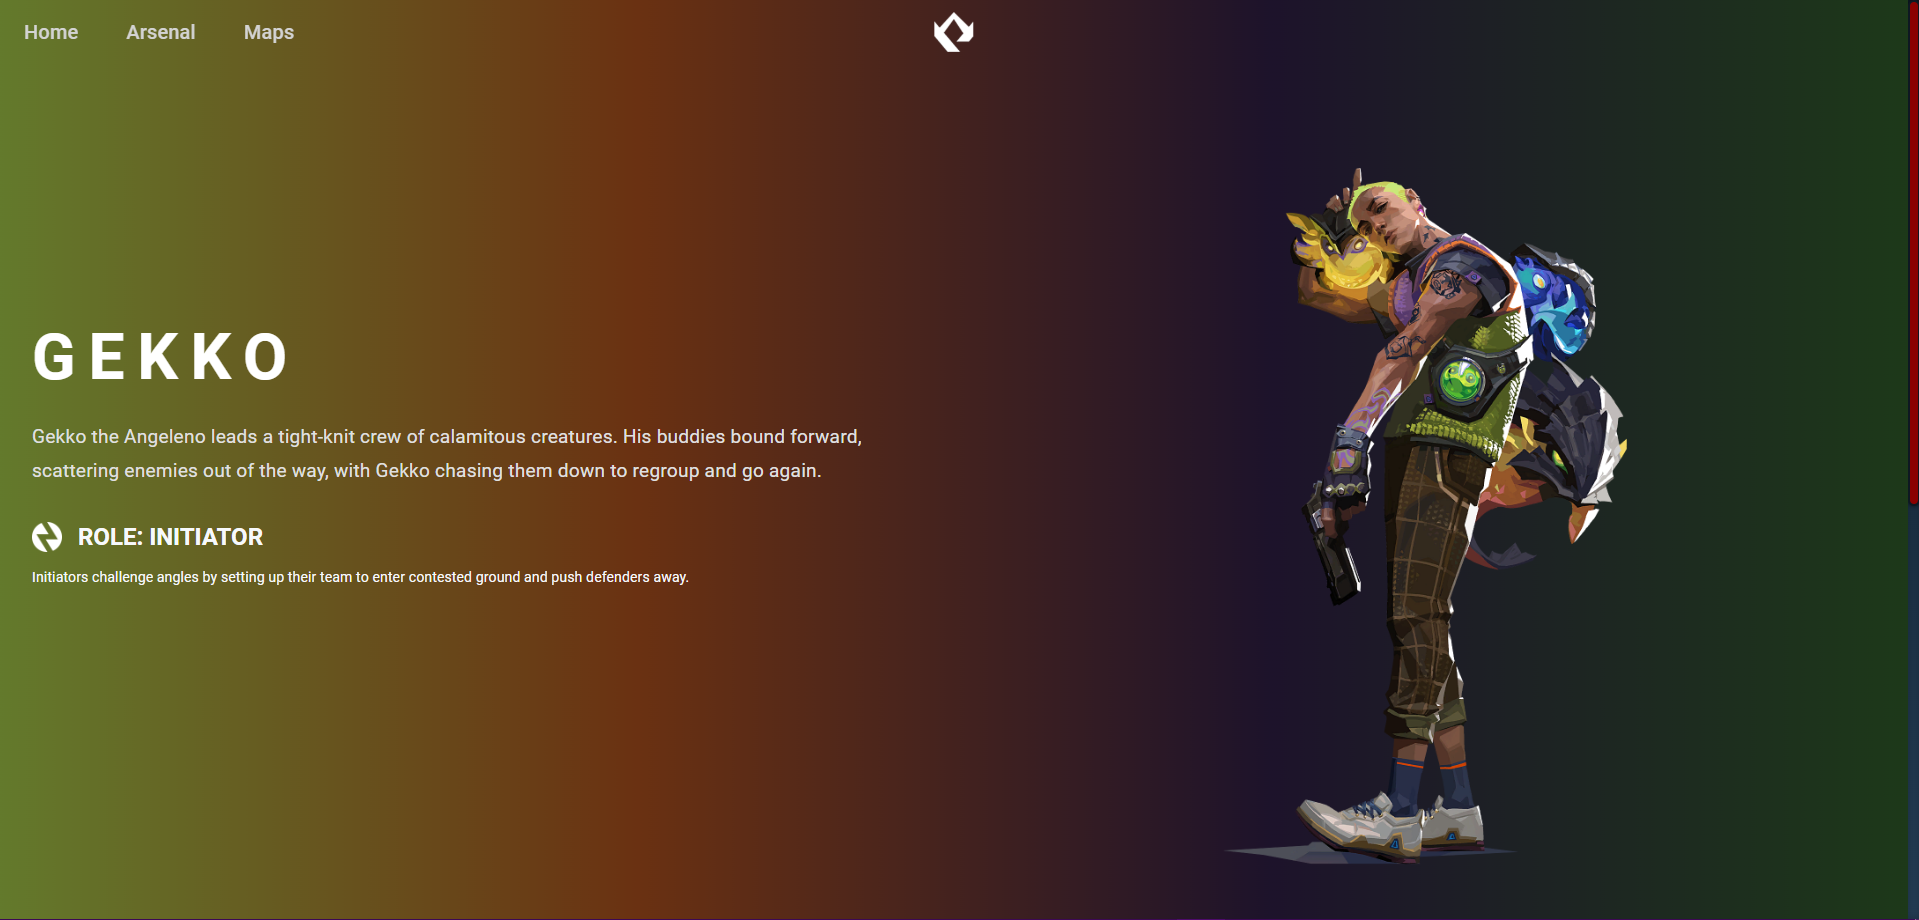 Home Arsenal Maps
GEKKO
Gekko the Angeleno leads a tight-knit crew of calamitous creatures. His buddies bound forward,
scattering enemies out of the way, with Gekko chasing them down to regroup and go again.
ROLE: INITIATOR
Initiators challenge angles by setting up their team to enter contested ground and push defenders away.